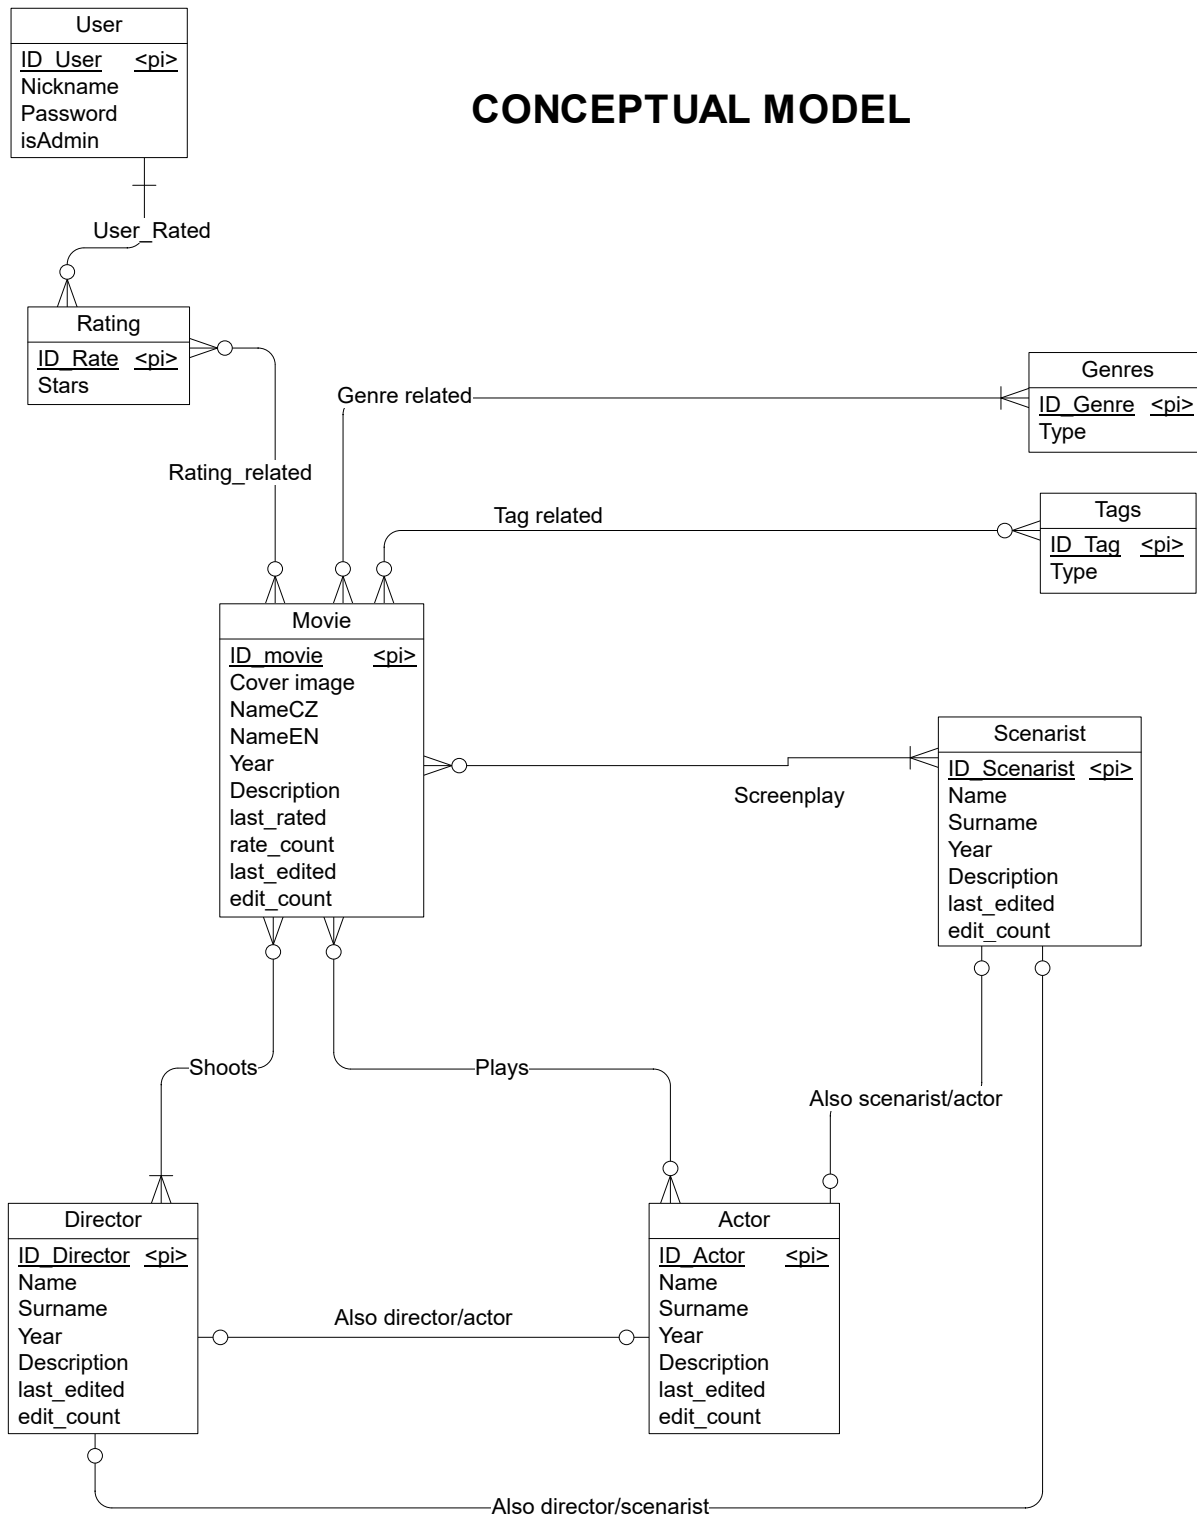 User
ID_User <pi>
Nickname
Password
isAdmin
CONCEPTUAL MODEL
User_Rated
Rating
ID_Rate <pi>
Stars
Genre related
Genres
ID_Genre <pi>
Type
Rating_related
Tag related
Tags
ID_Tag <pi>
Type
Movie
ID_movie <pi>
Cover image
NameCZ
NameEN
Year
Description
last_rated
rate_count
last_edited
edit_count
Screenplay
Scenarist
ID_Scenarist <pi>
Name
Surname
Year
Description
last_edited
edit_count
Shoots
Plays
Also scenarist/actor
Director
ID_Director <pi>
Name
Surname
Year
Description
last_edited
edit_count
Also director/actor
Actor
ID_Actor <pi>
Name
Surname
Year
Description
last_edited
edit_count
Also director/scenarist